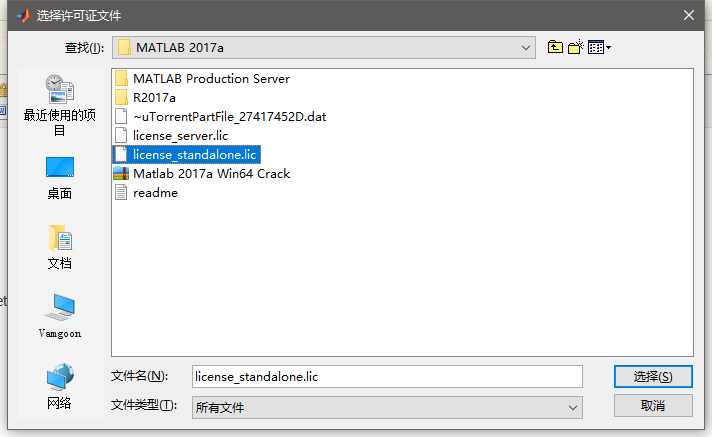 选择许可证文件
查找(I):
MATLAB 2017a
最近使用的项
目
桌面
文档
Vamgoon
网络
MATLAB Production Server
R2017a
~uTorrentPartFile_27417452D.dat
license_server.lic
license_standalone.lic
Matlab 2017a Win64 Crack
readme
文件名(N):
license_standalone.lic
选择(S)
文件类型(T):
所有文件
取消
et